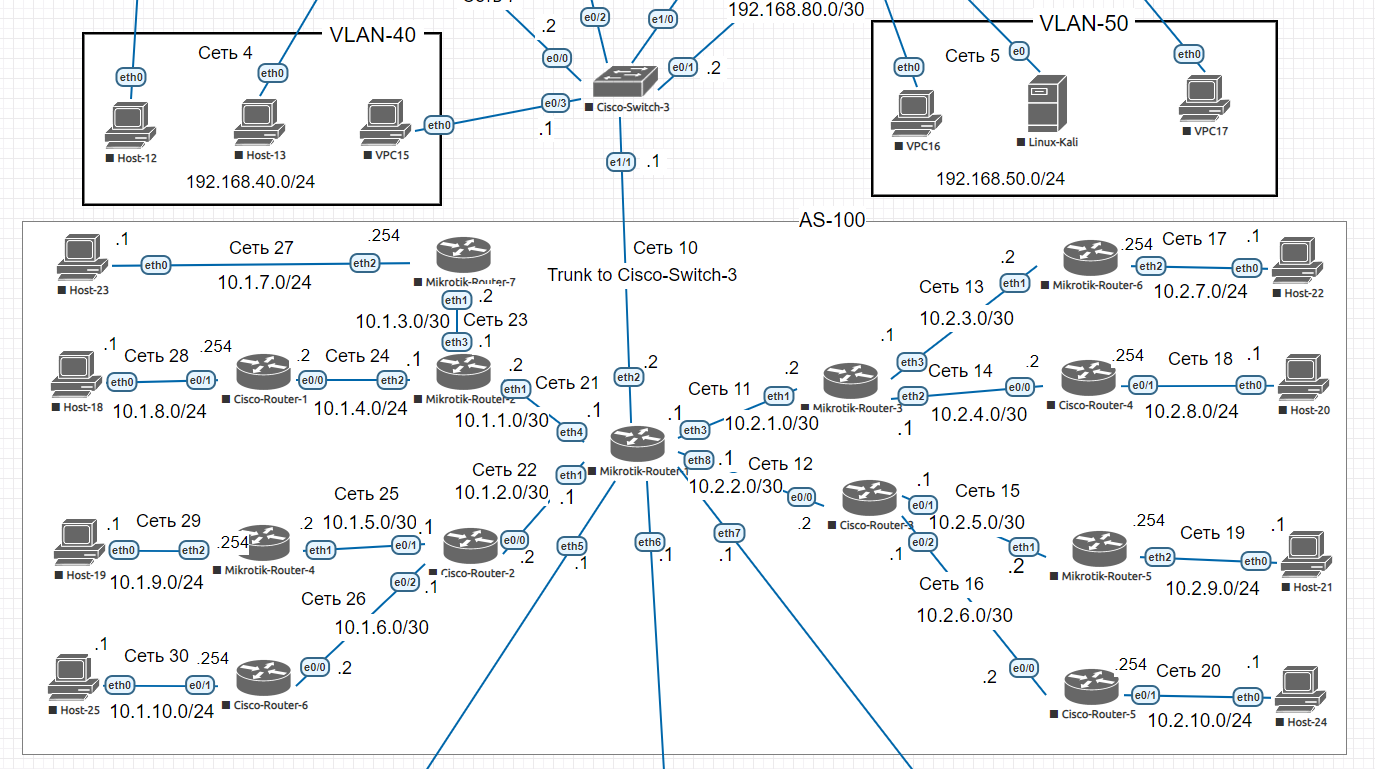 192.168.80.0/30
e0/2
e1/0
.2
e0/0
e0/1
.2
Cisco-Switch-3
e0/3
.1
e1/1
.1
VLAN-40
Сеть 4
eth0
eth0
eth0
Host-12
Host-13
VPC15
192.168.40.0/24
VLAN-50
Сеть 5
eth0
e0
eth0
VPC16
Linux-Kali
VPC17
192.168.50.0/24
AS-100
Сеть 10
Trunk to Cisco-Switch-3
.1
Сеть 27
.254
eth0
eth2
10.1.7.0/24
Host-23
Mikrotik-Router-7
eth1
.2
10.1.3.0/30
Сеть 23
eth3
.1
.1
Сеть 28
.254
.2
Сеть 24
.1
eth0
e0/1
e0/0
eth2
Host-18
10.1.8.0/24
Cisco-Router-1
10.1.4.0/24
Mikrotik-Router-2
.2
eth1
Сеть 21
.1
10.1.1.0/30
eth4
.2
eth2
Mikrotik-Router-1
Сеть 22
10.1.2.0/30
eth1
.1
Сеть 25
.2
10.1.5.0/30
.1
.1
Сеть 29
.254
eth0
eth2
eth1
e0/1
e0/0
.2
Host-19
10.1.9.0/24
Mikrotik-Router-4
Cisco-Router-2
e0/2
.1
Сеть 26
10.1.6.0/30
.1
Сеть 30
.254
e0/0
.2
eth0
e0/1
Host-25
10.1.10.0/24
Cisco-Router-6
eth5
.1
eth6
.1
eth7
.1
.1
eth3
Сеть 11
.2
eth1
10.2.1.0/30
Mikrotik-Router-3
eth8
.1
Сеть 12
10.2.2.0/30
e0/0
.2
Cisco-Router-3
.1
eth3
Сеть 13
10.2.3.0/30
.2
eth1
.254
Сеть 17
.1
eth2
eth0
Mikrotik-Router-6
10.2.7.0/24
Host-22
eth2
.1
Сеть 14
10.2.4.0/30
.2
e0/0
.254
Сеть 18
.1
e0/1
eth0
Cisco-Router-4
10.2.8.0/24
Host-20
.1
e0/1
Сеть 15
10.2.5.0/30
eth1
.2
.254
Сеть 19
.1
eth2
eth0
Mikrotik-Router-5
10.2.9.0/24
Host-21
e0/2
.1
Сеть 16
10.2.6.0/30
e0/0
.2
.254
Сеть 20
.1
e0/1
eth0
Cisco-Router-5
10.2.10.0/24
Host-24